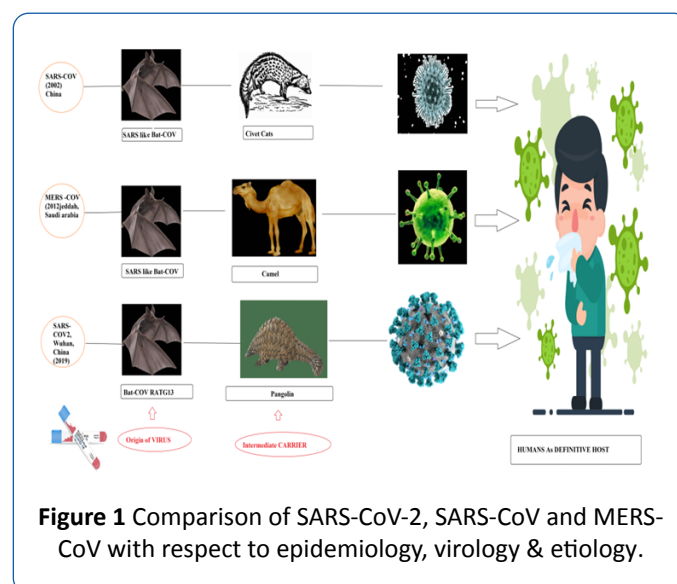 SARS-COV
(2002)
China
SARS like Bat-COV
Civet Cats
MERS -COV
(2012jeddah,
Saudi arabia
SARS like Bat-COV
Camel
SARS-
COV2,
Wuhan,
China
(2019)
Bat-COV RATG13
Pangolin
Origin of VIRUS
Intermediate CARRIER
HUMANS As DEFINITIVE HOST
Figure 1 Comparison of SARS-CoV-2, SARS-CoV and MERS-
CoV with respect to epidemiology, virology & etiology.